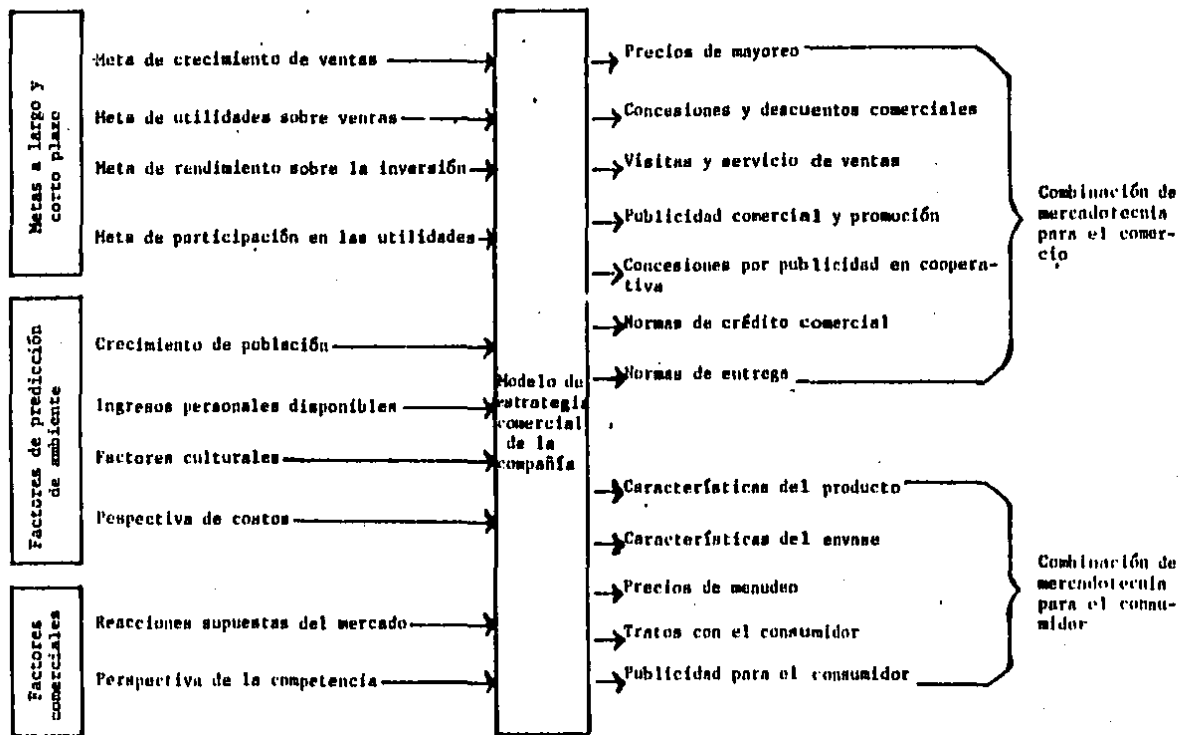 Metas a largo y
corto plazo
Meta de crecimiento de ventas
Meta de utilidades sobre ventas
Meta de rendimiento sobre la inversión
Meta de participación en las utilidades
Factores de predicción
de ambiente
Crecimiento de población
Ingresos personales disponibles
Factores culturales
Pespectiva de costos
Factores
comerciales
Reacciones supuestas del mercado
Perspectiva de la competencia
Modelo de
estrategia
comercial
de la
compañía
Precios de mayoreo
Concesiones y descuentos comerciales
Visitas y servicio de ventas
Publicidad comercial y promoción
Concesiones por publicidad en coopera-
tiva
Normas de crédito comercial
Normas de entrega
Combinación de
mercadotecnia
para el comer-
cio
Características del producto
Características del envase
Precios de menudeo
Tratos con el consumidor
Publicidad para el consumidor
Combinación de
mercadotecnia
para el consu-
midor